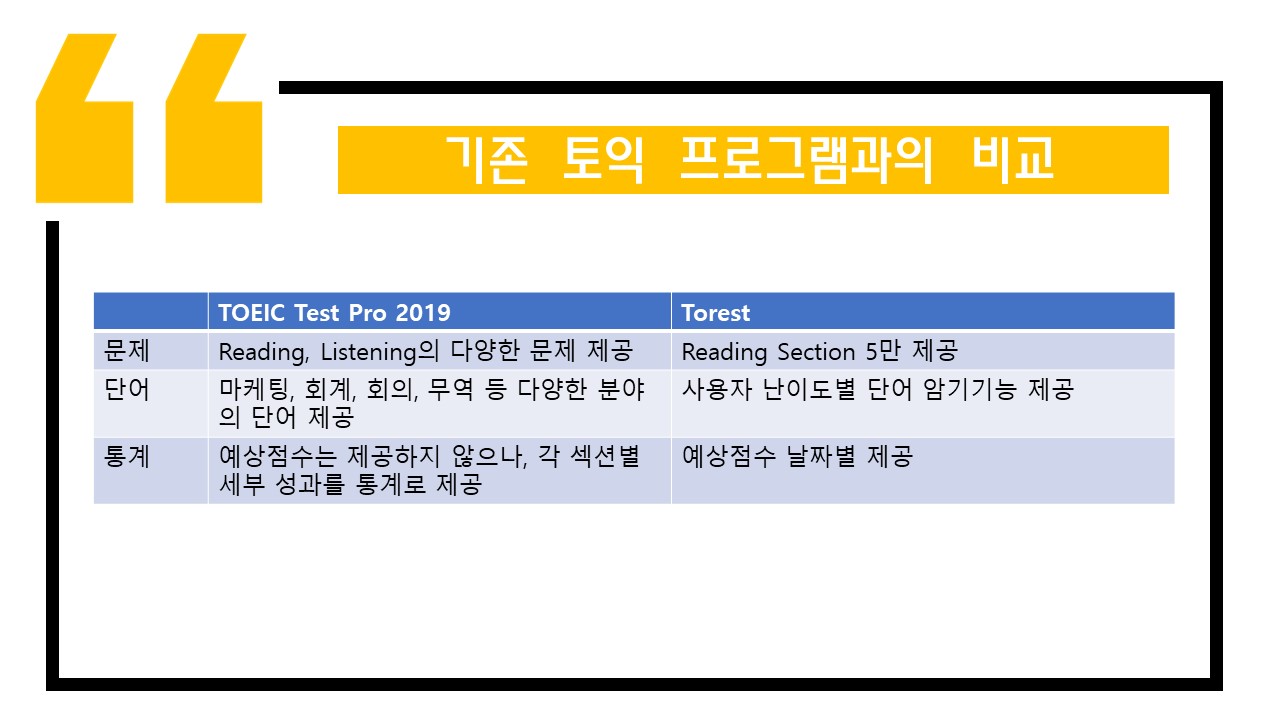 기존 토익 프로그램과의 비교
TOEIC Test Pro 2019 Torest
문제 Reading, Listening의 다양한 문제 제공 Reading Section 5만 제공
단어 마케팅, 회계, 회의, 무역 등 다양한 분야 사용자 난이도별 단어 암기기능 제공
의 단어 제공
통계 예상점수는 제공하지 않으나, 각 섹션별 예상점수 날짜별 제공
세부 성과를 통계로 제공